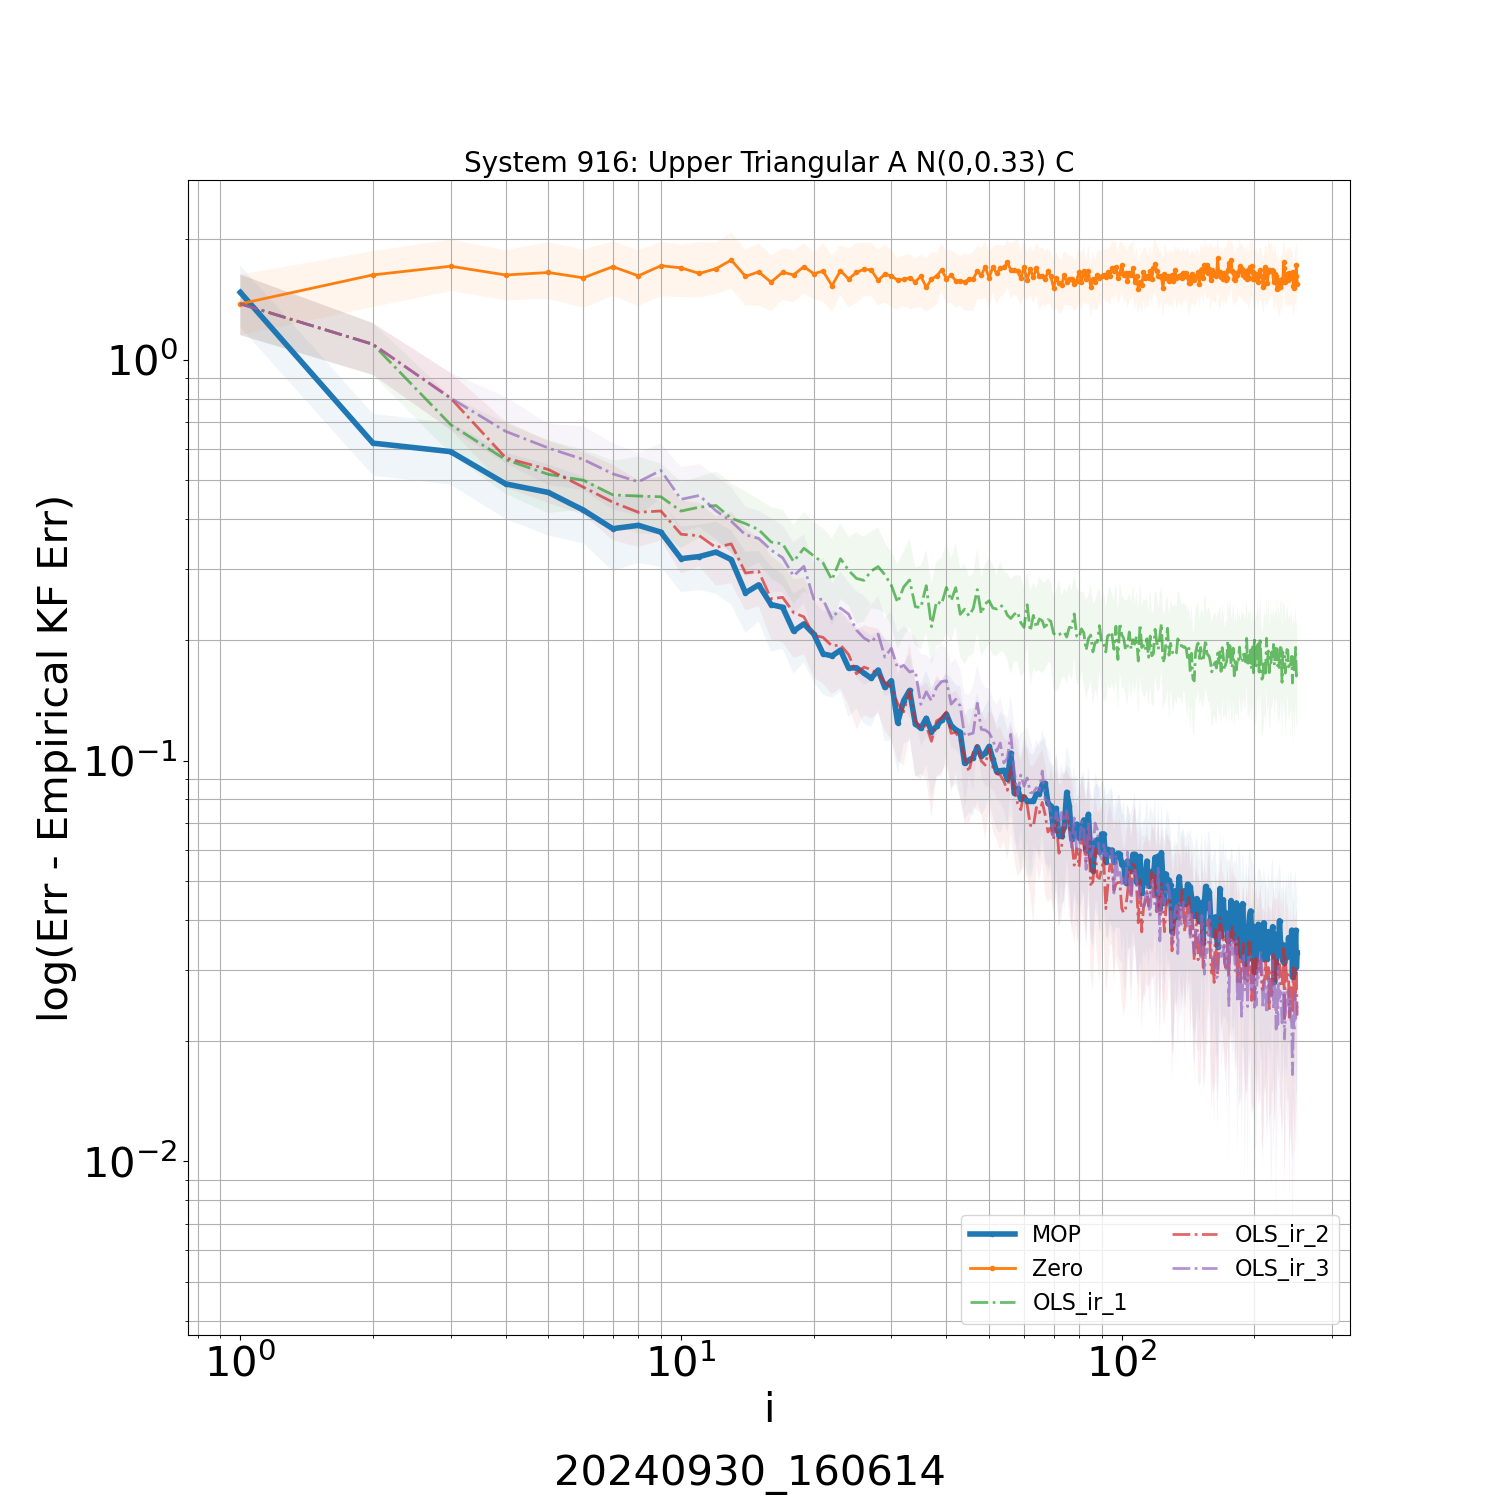 System 916: Upper Triangular A N(0,0.33) C
log(Err - Empirical KF Err)
10⁰
10⁻¹
10⁻²
MOP
Zero
OLS_ir_1
OLS_ir_2
OLS_ir_3
10⁰ 10¹ 10²
i
20240930_160614